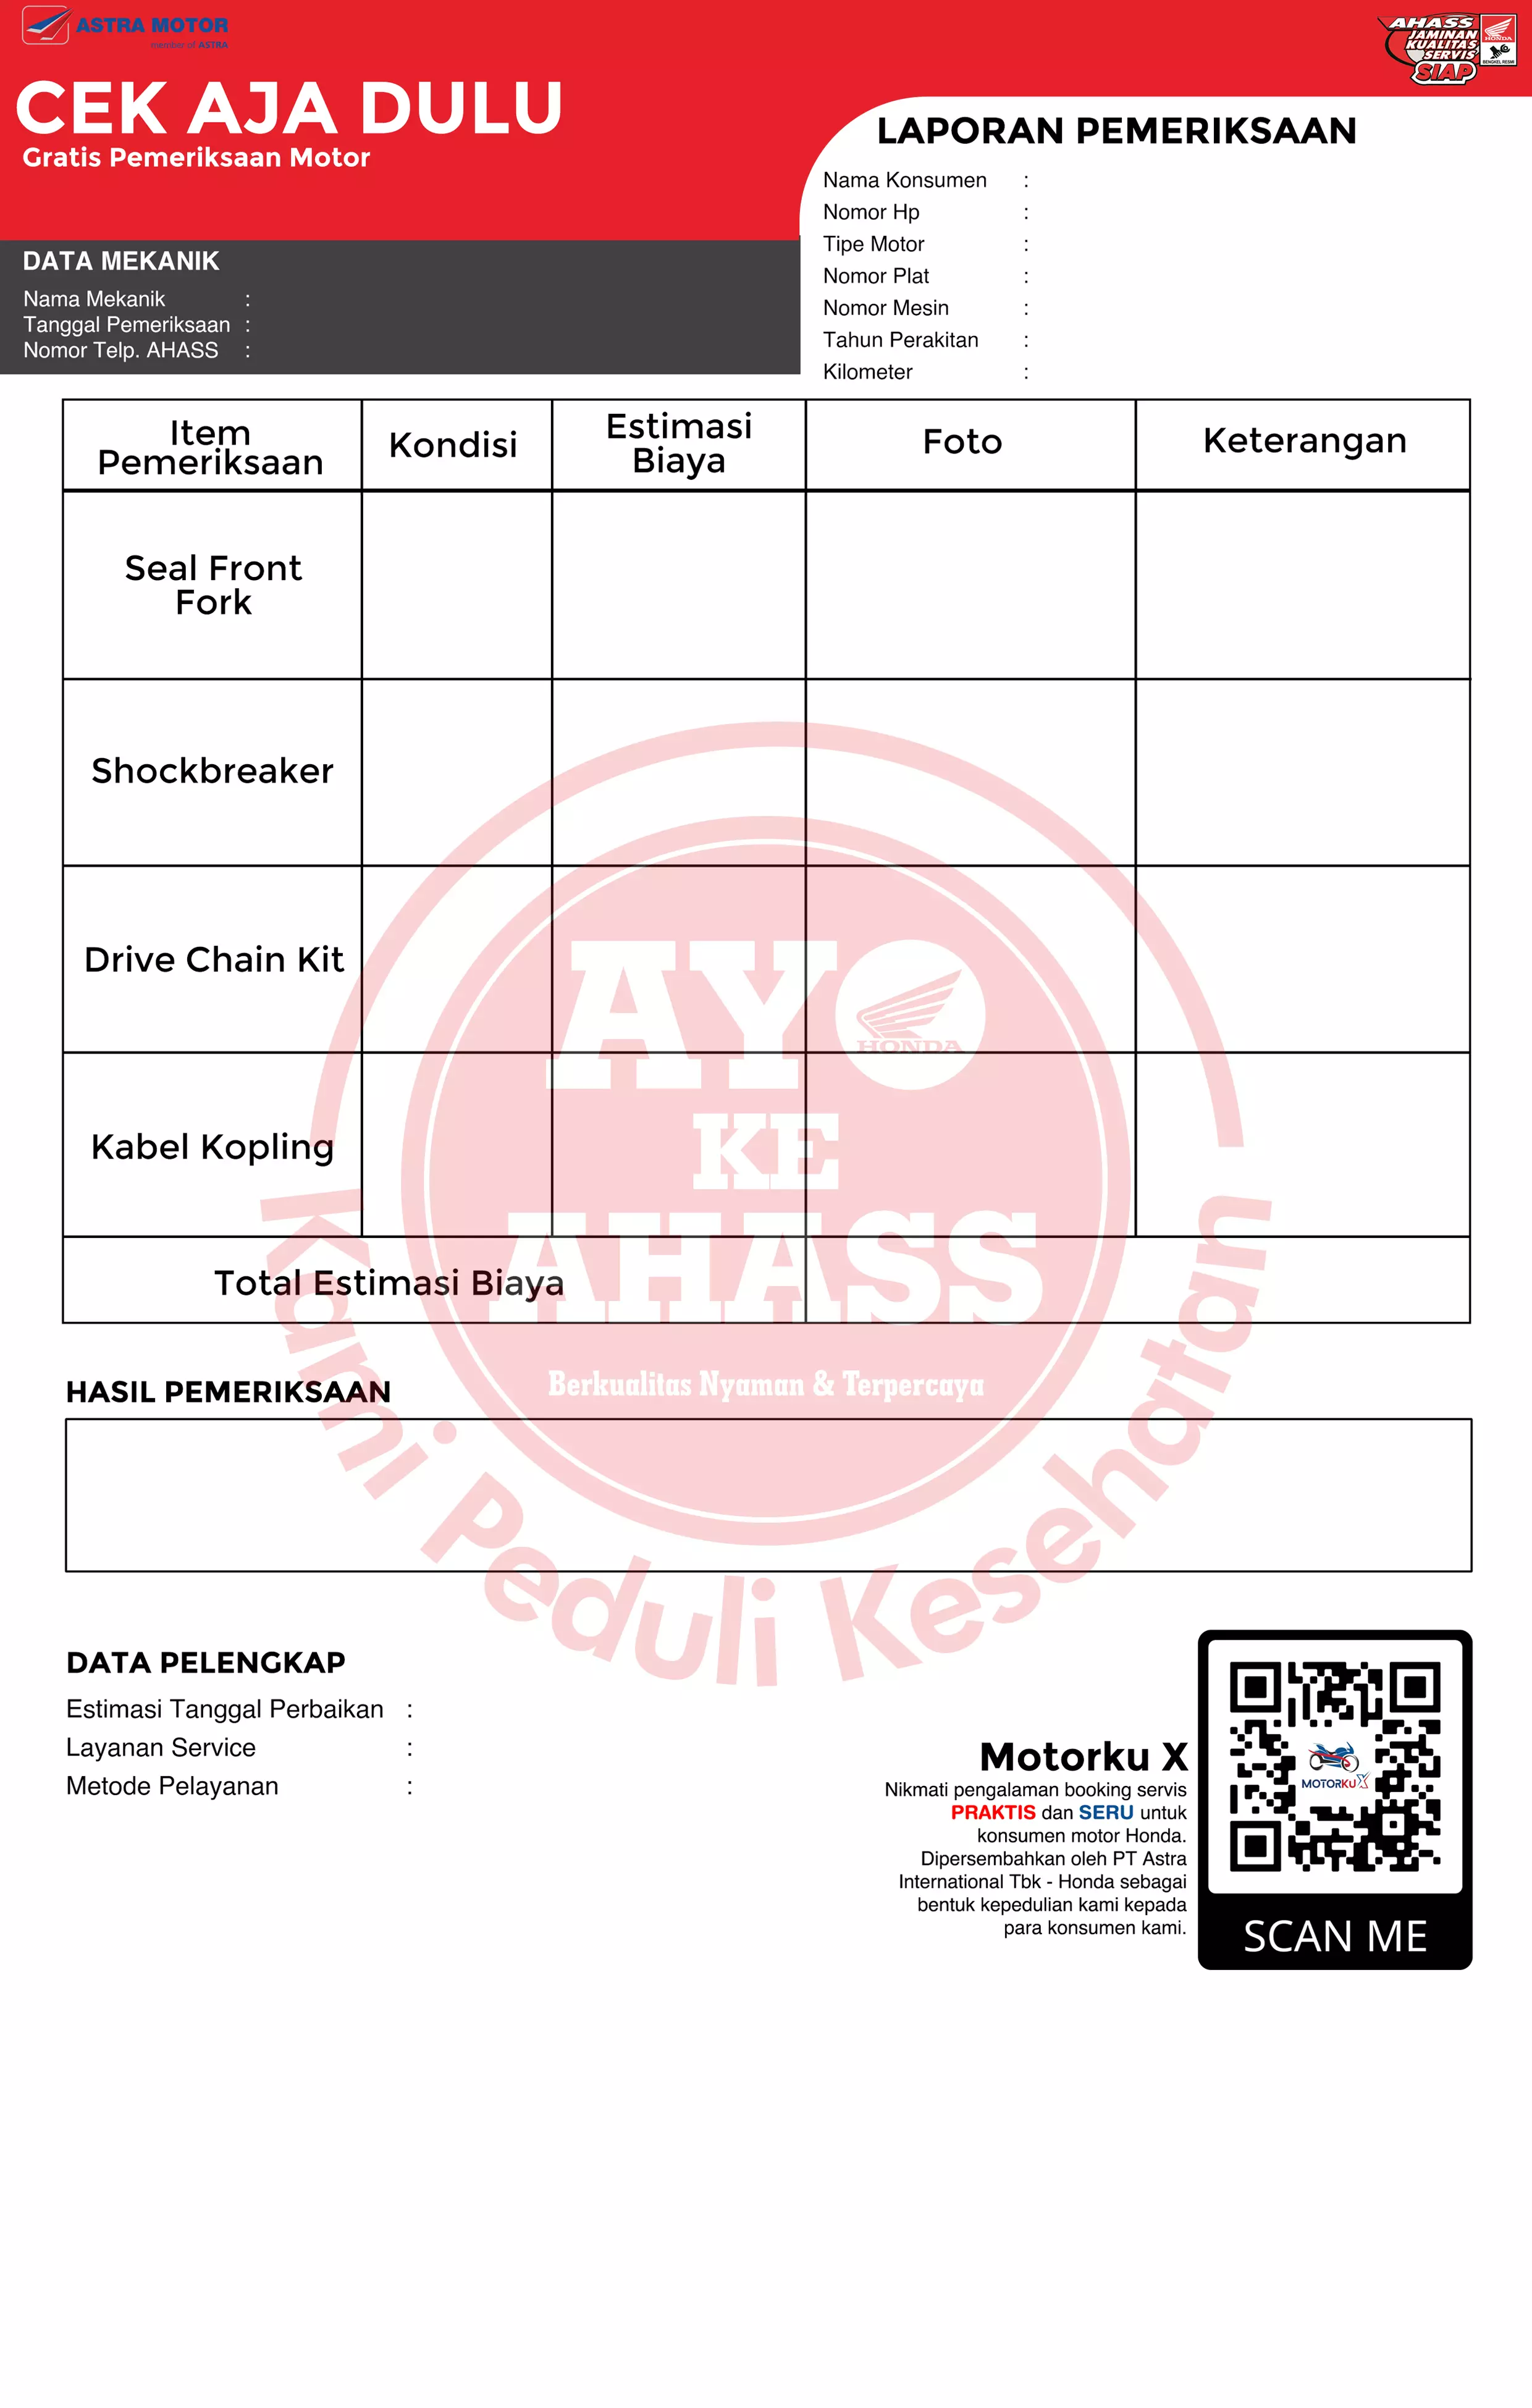 ASTRA MOTOR
member of ASTRA
AHASS
JAMINAN
KUALITAS
SERVIS
SIAP
HONDA
BENGKEL RESMI
CEK AJA DULU
Gratis Pemeriksaan Motor
LAPORAN PEMERIKSAAN
Nama Konsumen :
Nomor Hp :
Tipe Motor :
Nomor Plat :
Nomor Mesin :
Tahun Perakitan :
Kilometer :
DATA MEKANIK
Nama Mekanik :
Tanggal Pemeriksaan :
Nomor Telp. AHASS :
Item
Pemeriksaan
Kondisi
Estimasi
Biaya
Foto
Keterangan
Seal Front
Fork
Shockbreaker
Drive Chain Kit
Kabel Kopling
Total Estimasi Biaya
AYO
HONDA
KE
AHASS
Berkualitas Nyaman & Terpercaya
Kami Peduli Kesehatan
HASIL PEMERIKSAAN
DATA PELENGKAP
Estimasi Tanggal Perbaikan :
Layanan Service :
Metode Pelayanan :
Motorku X
Nikmati pengalaman booking servis
PRAKTIS dan SERU untuk
konsumen motor Honda.
Dipersembahkan oleh PT Astra
International Tbk - Honda sebagai
bentuk kepedulian kami kepada
para konsumen kami.
MOTORKU X
SCAN ME